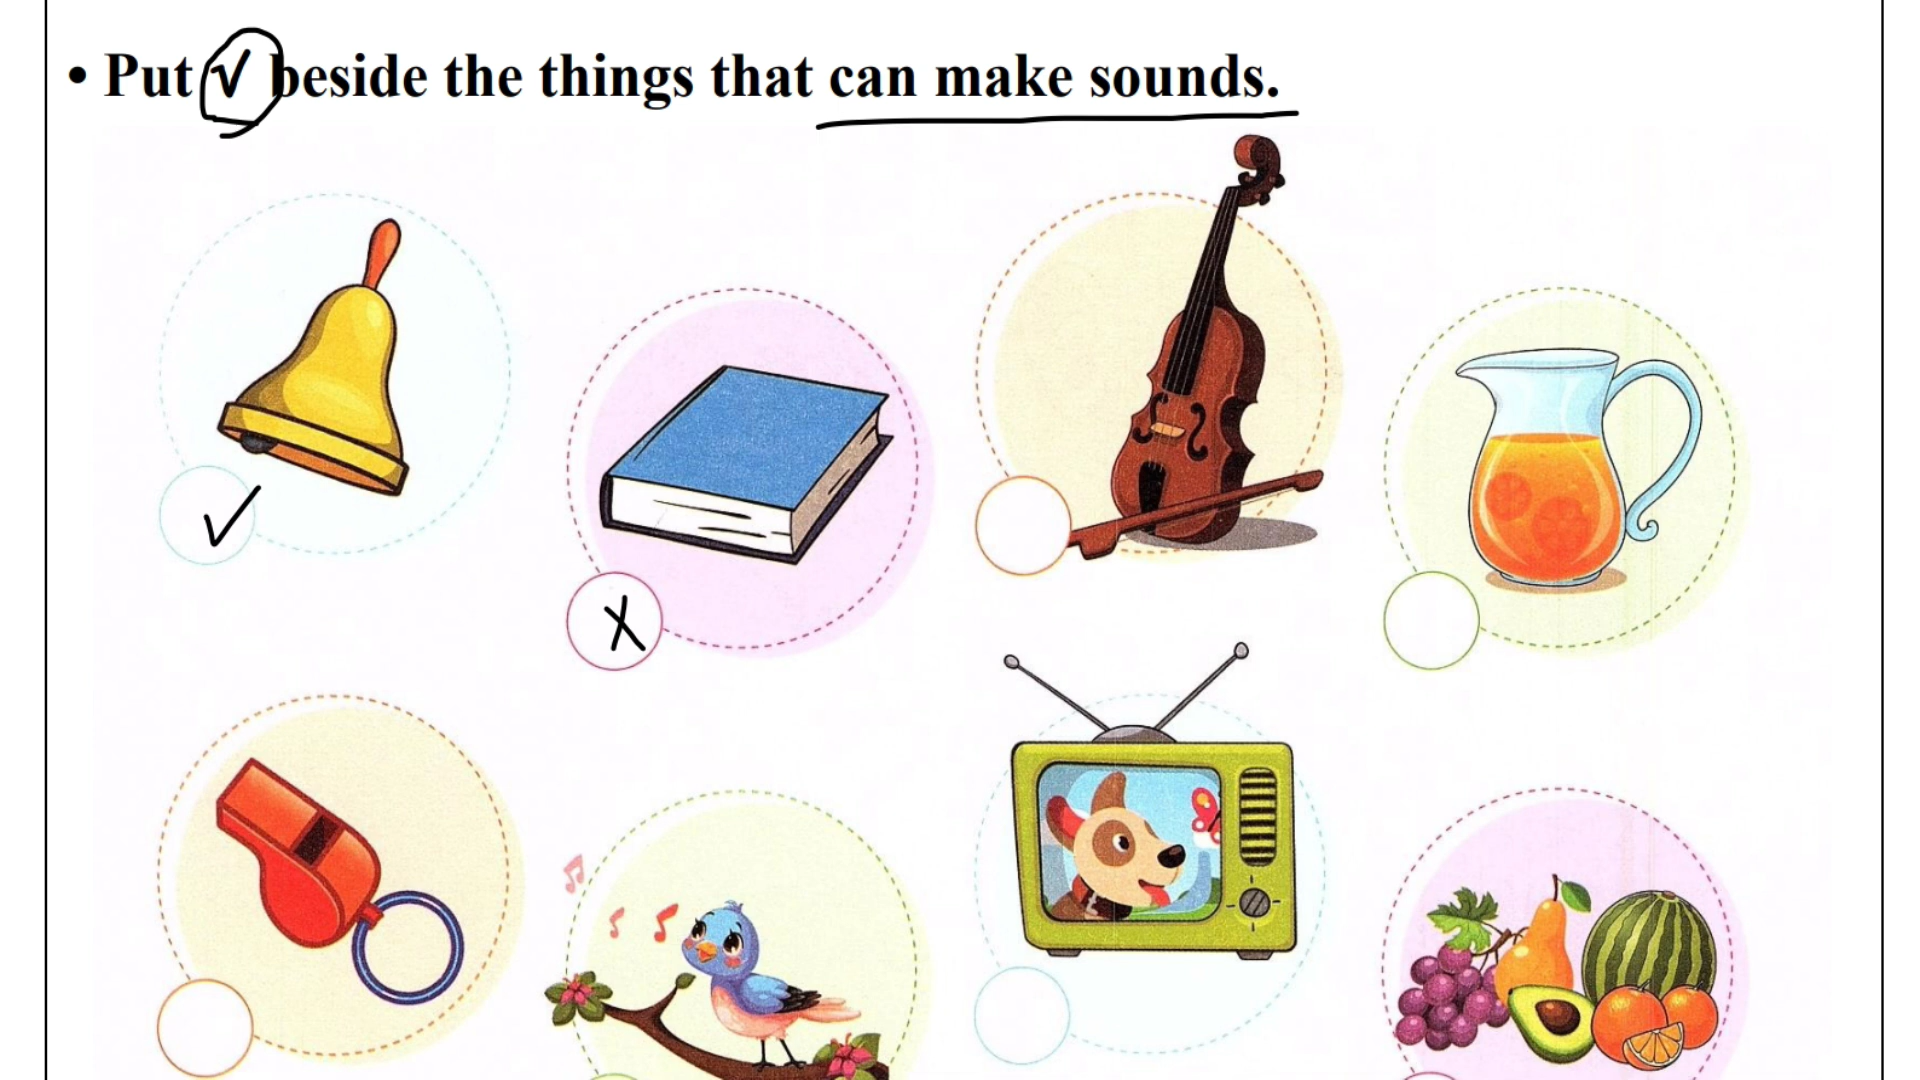 • Put √ beside the things that can make sounds.
✓
X